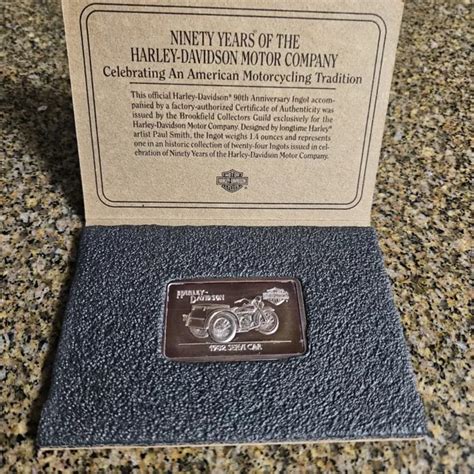 NINETY YEARS OF THE
HARLEY-DAVIDSON MOTOR COMPANY
Celebrating An American Motorcycling Tradition
This official Harley-Davidson® 90th Anniversary Ingot accom-
panied by a factory-authorized Certificate of Authenticity was
issued by the Brookfield Collectors Guild exclusively for the
Harley-Davidson Motor Company. Designed by longtime Harley®
artist Paul Smith, the Ingot weighs 1.4 ounces and represents
one in an historic collection of twenty-four Ingots issued in cel-
ebration of Ninety Years of the Harley-Davidson Motor Company.
HARLEY-
DAVIDSON
1932 SERVI CAR